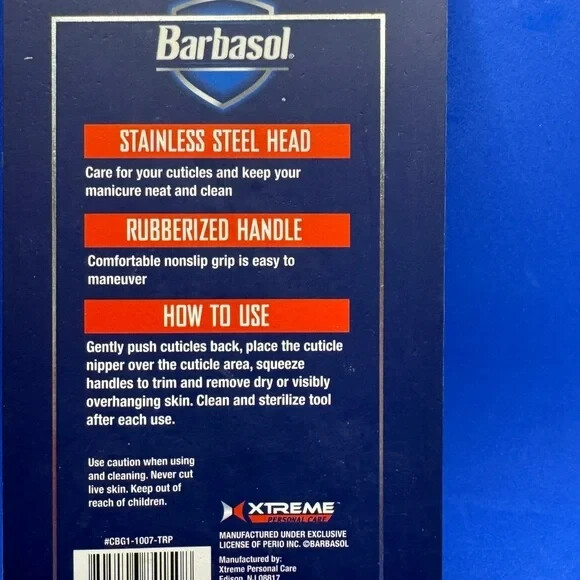 Barbasol®
STAINLESS STEEL HEAD
Care for your cuticles and keep your
manicure neat and clean
RUBBERIZED HANDLE
Comfortable nonslip grip is easy to
maneuver
HOW TO USE
Gently push cuticles back, place the cuticle
nipper over the cuticle area, squeeze
handles to trim and remove dry or visibly
overhanging skin. Clean and sterilize tool
after each use.
Use caution when using
and cleaning. Never cut
live skin. Keep out of
reach of children.
#CBG1-1007-TRP
XTREME™
PERSONAL CARE
MANUFACTURED UNDER EXCLUSIVE
LICENSE OF PERIO INC. ©BARBASOL
Manufactured by:
Xtreme Personal Care
Edison, NJ 08817